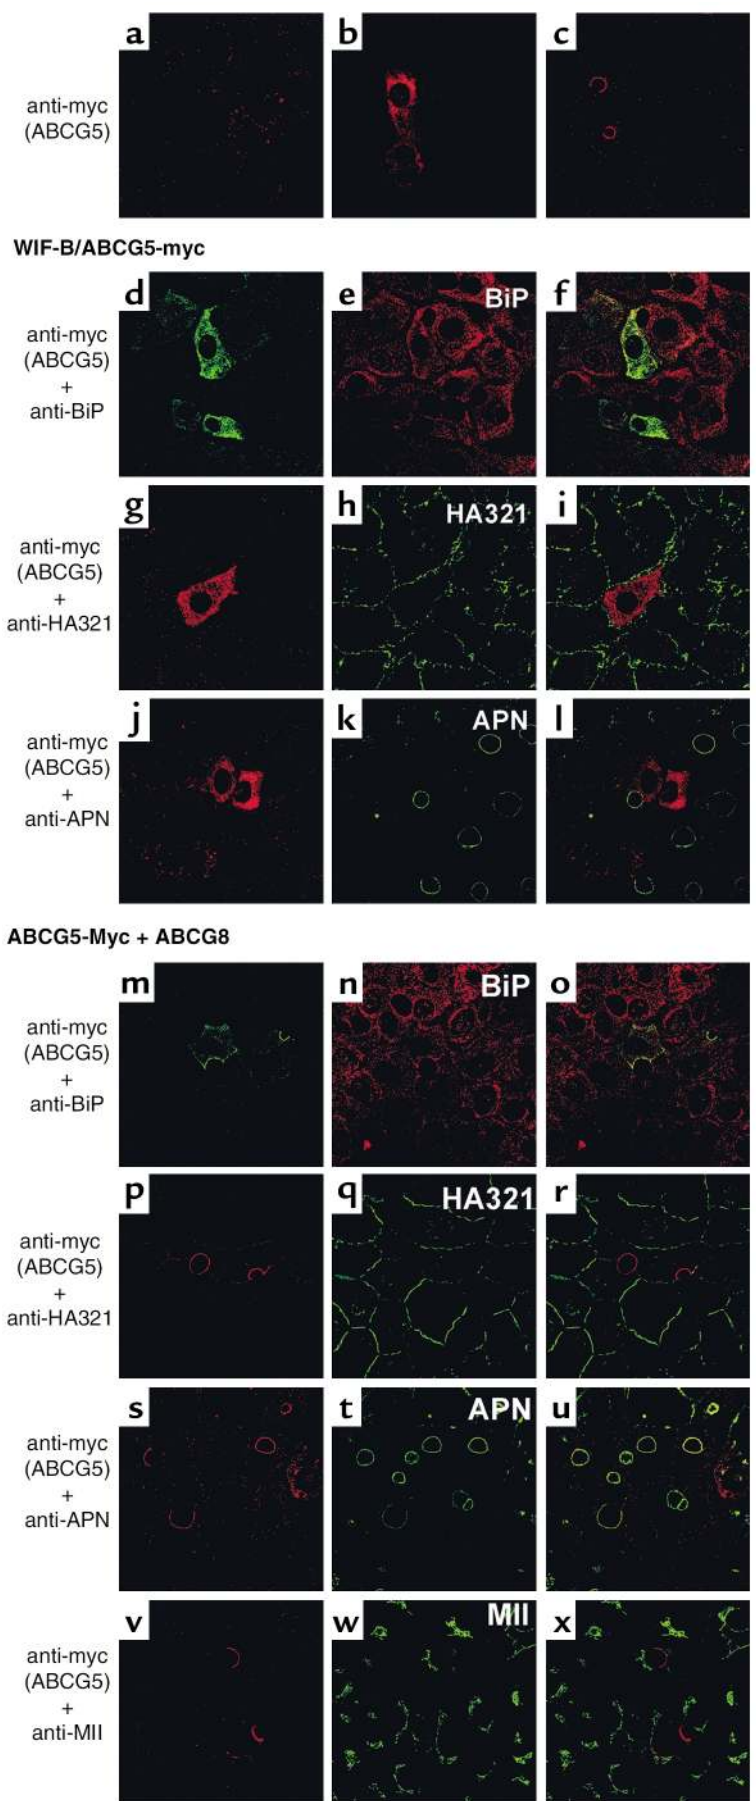 a b c
anti-myc
(ABCG5)
WIF-B/ABCG5-myc
d e BiP f
anti-myc
(ABCG5)
+
anti-BiP
g h HA321 i
anti-myc
(ABCG5)
+
anti-HA321
j k APN l
anti-myc
(ABCG5)
+
anti-APN
ABCG5-Myc + ABCG8
m n BiP o
anti-myc
(ABCG5)
+
anti-BiP
p q HA321 r
anti-myc
(ABCG5)
+
anti-HA321
s t APN u
anti-myc
(ABCG5)
+
anti-APN
v w MII x
anti-myc
(ABCG5)
+
anti-MII